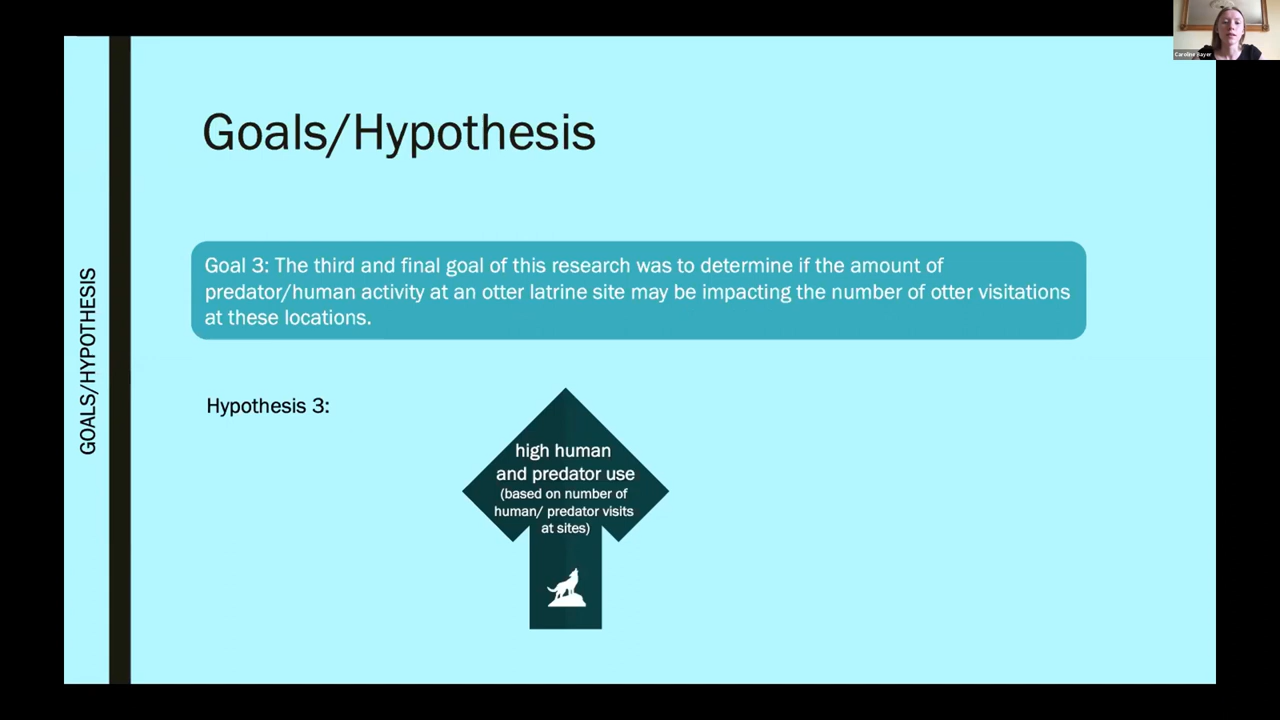 Caroline Bayer
Goals/Hypothesis
GOALS/HYPOTHESIS
Goal 3: The third and final goal of this research was to determine if the amount of
predator/human activity at an otter latrine site may be impacting the number of otter visitations
at these locations.
Hypothesis 3:
high human
and predator use
(based on number of
human/ predator visits
at sites)